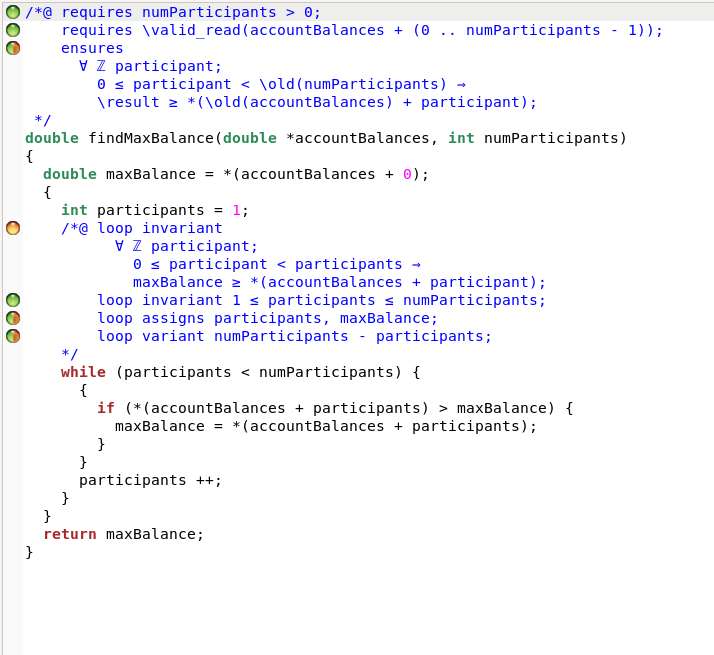 /*@ requires numParticipants > 0;
    requires \valid_read(accountBalances + (0 .. numParticipants - 1));
    ensures
      ∀ ℤ participant;
        0 ≤ participant < \old(numParticipants) ⇒
        \result ≥ *(\old(accountBalances) + participant);
 */
double findMaxBalance(double *accountBalances, int numParticipants)
{
  double maxBalance = *(accountBalances + 0);
  {
    int participants = 1;
    /*@ loop invariant
          ∀ ℤ participant;
            0 ≤ participant < participants ⇒
            maxBalance ≥ *(accountBalances + participant);
        loop invariant 1 ≤ participants ≤ numParticipants;
        loop assigns participants, maxBalance;
        loop variant numParticipants - participants;
    */
    while (participants < numParticipants) {
      {
        if (*(accountBalances + participants) > maxBalance) {
          maxBalance = *(accountBalances + participants);
        }
      }
      participants ++;
    }
  }
  return maxBalance;
}